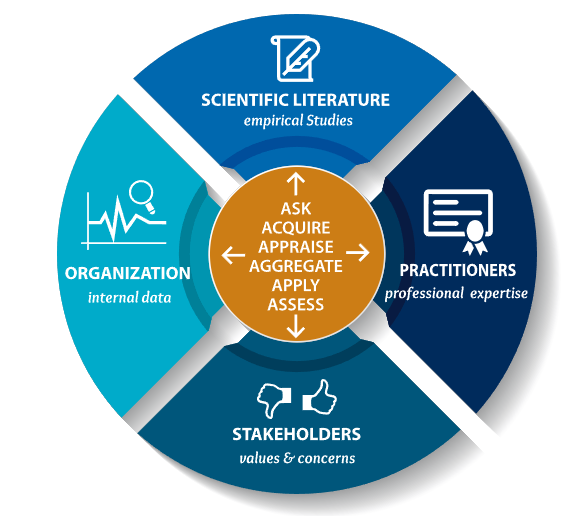 SCIENTIFIC LITERATURE
empirical Studies
ORGANIZATION
internal data
ASK
ACQUIRE
APPRAISE
AGGREGATE
APPLY
ASSESS
PRACTITIONERS
professional expertise
STAKEHOLDERS
values & concerns